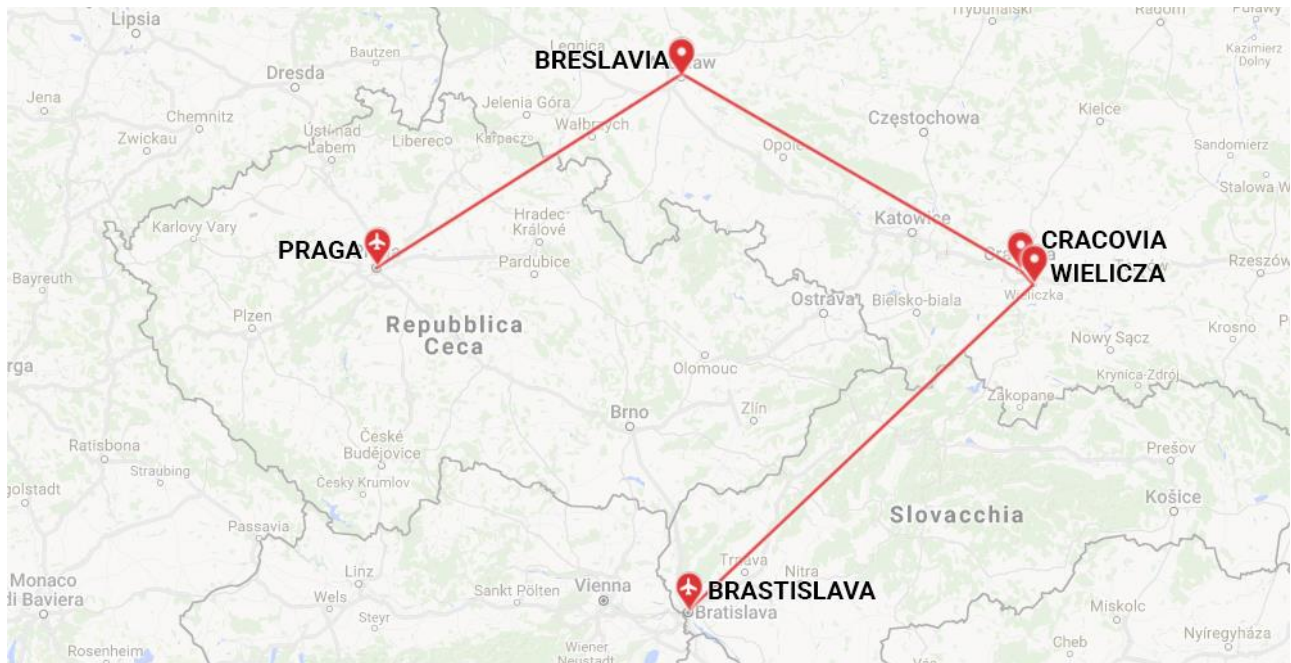 Lipsia
Trybunalski
Radom
Puławy
Kazimierz
Dolny
Legnica
BRESLAVIA
Bautzen
Dresda
Jena
Chemnitz
Zwickau
Jelenia Góra
Wałbrzych
Kielce
Częstochowa
Sandomierz
Stalowa W
Ústí nad
Labem
Liberec
Karpacz
Opole
Karlovy Vary
Hradec-
Králové
Katowice
CRACOVIA
PRAGA
Pardubice
WIELICZA
Wieliczka
Rzeszów
Bayreuth
Ostrava
Bielsko-biala
Plzen
Repubblica
Ceca
Krosno
Nowy Sącz
Olomouc
Krynica-Zdrój
rga
Zakopane
Brno
Zlín
České
Budějovice
Prešov
Ratisbona
Straubing
Český Krumlov
golstadt
Košice
Slovacchia
Passavia
Trnava
Nitra
Linz
Vienna
Monaco
di Baviera
Wels
Sankt Pölten
BRASTISLAVA
Bratislava
Steyr
Miskolc
Cheb
Nyíregyháza
Rosenheim
Wiener
Neustadt